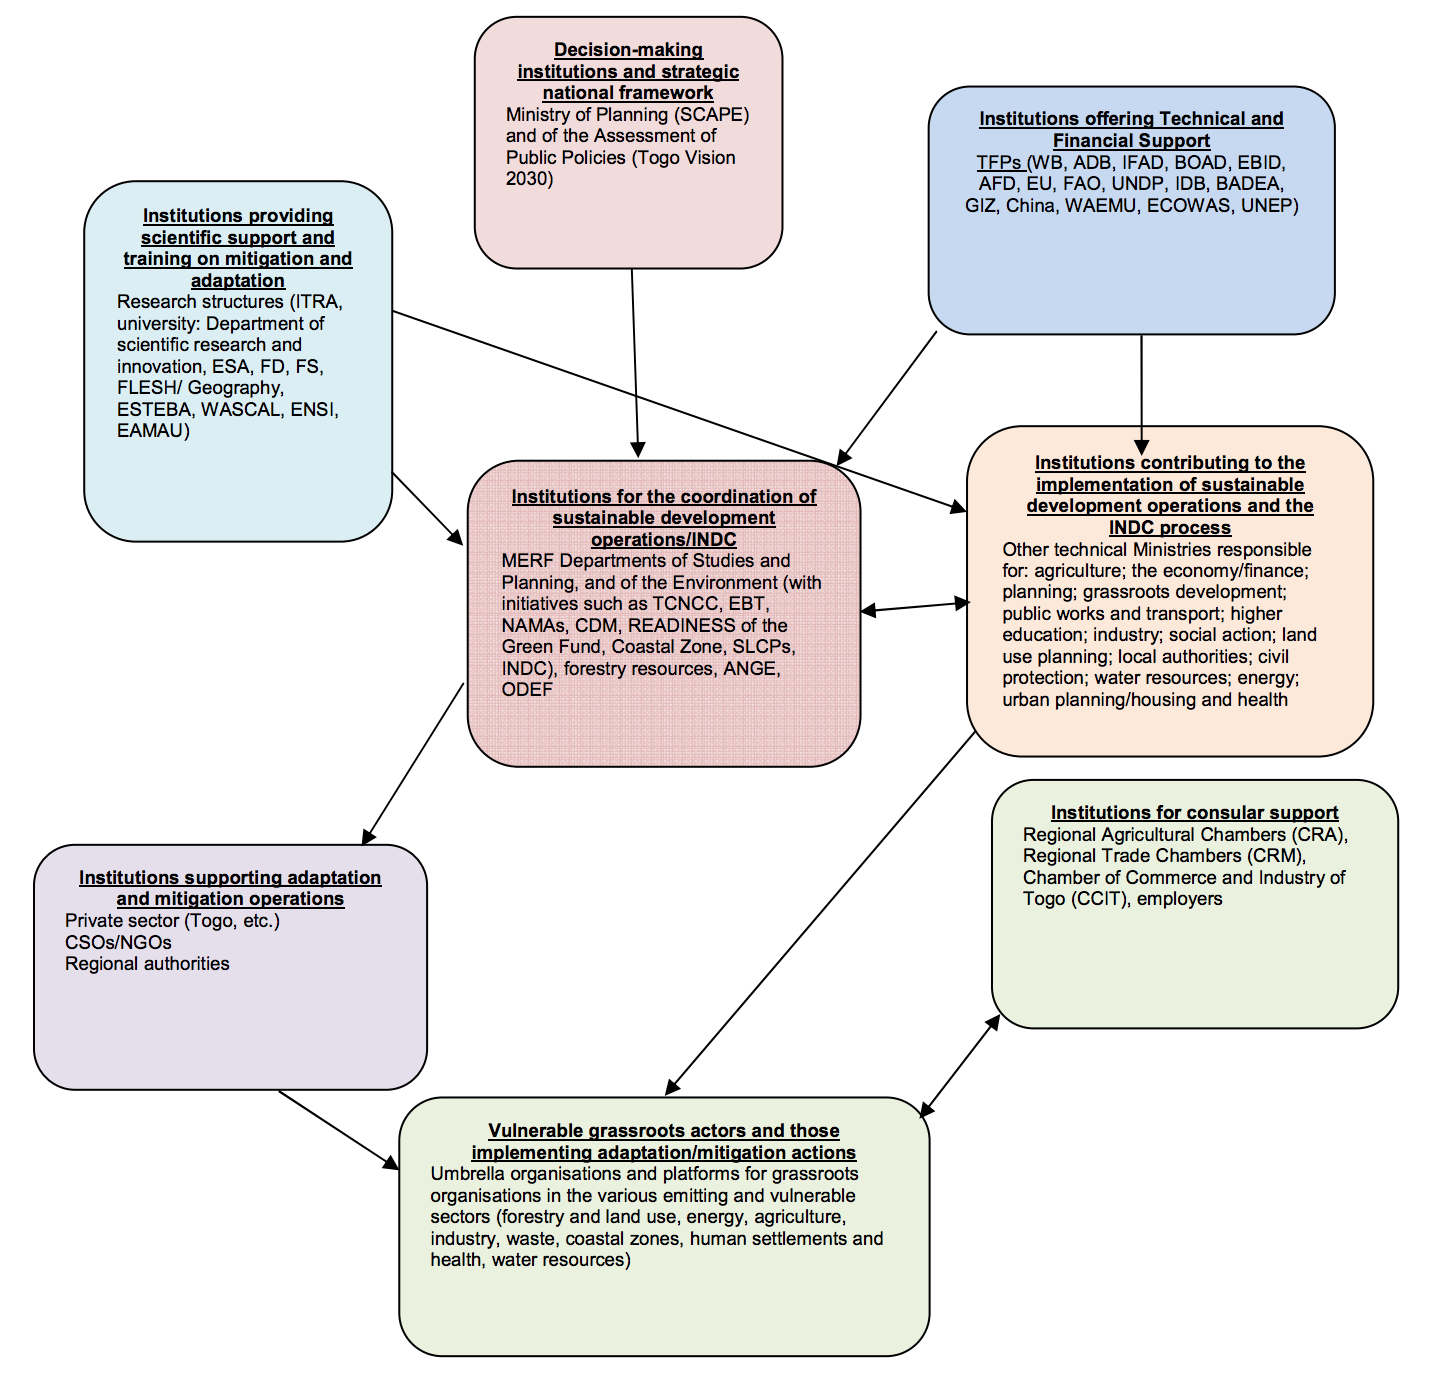 Decision-making
institutions and strategic
national framework
Ministry of Planning (SCAPE)
and of the Assessment of
Public Policies (Togo Vision
2030)
Institutions offering Technical and
Financial Support
TFPs (WB, ADB, IFAD, BOAD, EBID,
AFD, EU, FAO, UNDP, IDB, BADEA,
GIZ, China, WAEMU, ECOWAS, UNEP)
Institutions providing
scientific support and
training on mitigation and
adaptation
Research structures (ITRA,
university: Department of
scientific research and
innovation, ESA, FD, FS,
FLESH/ Geography,
ESTEBA, WASCAL, ENSI,
EAMAU)
Institutions for the coordination of
sustainable development
operations/INDC
MERF Departments of Studies and
Planning, and of the Environment (with
initiatives such as TCNCC, EBT,
NAMAs, CDM, READINESS of the
Green Fund, Coastal Zone, SLCPs,
INDC), forestry resources, ANGE,
ODEF
Institutions contributing to the
implementation of sustainable
development operations and the
INDC process
Other technical Ministries responsible
for: agriculture; the economy/finance;
planning; grassroots development;
public works and transport; higher
education; industry; social action; land
use planning; local authorities; civil
protection; water resources; energy;
urban planning/housing and health
Institutions for consular support
Regional Agricultural Chambers (CRA),
Regional Trade Chambers (CRM),
Chamber of Commerce and Industry of
Togo (CCIT), employers
Institutions supporting adaptation
and mitigation operations
Private sector (Togo, etc.)
CSOs/NGOs
Regional authorities
Vulnerable grassroots actors and those
implementing adaptation/mitigation actions
Umbrella organisations and platforms for grassroots
organisations in the various emitting and vulnerable
sectors (forestry and land use, energy, agriculture,
industry, waste, coastal zones, human settlements and
health, water resources)